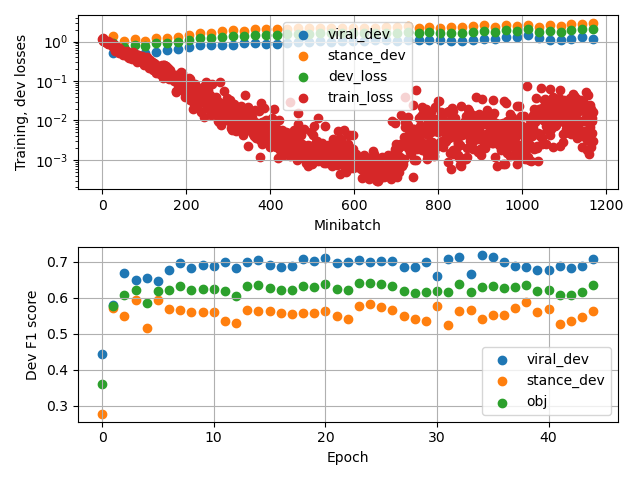 Training, dev losses
10⁰
10⁻¹
10⁻²
10⁻³
viral_dev
stance_dev
dev_loss
train_loss
0 200 400 600 800 1000 1200
Minibatch
Dev F1 score
0.7
0.6
0.5
0.4
0.3
viral_dev
stance_dev
obj
0 10 20 30 40
Epoch